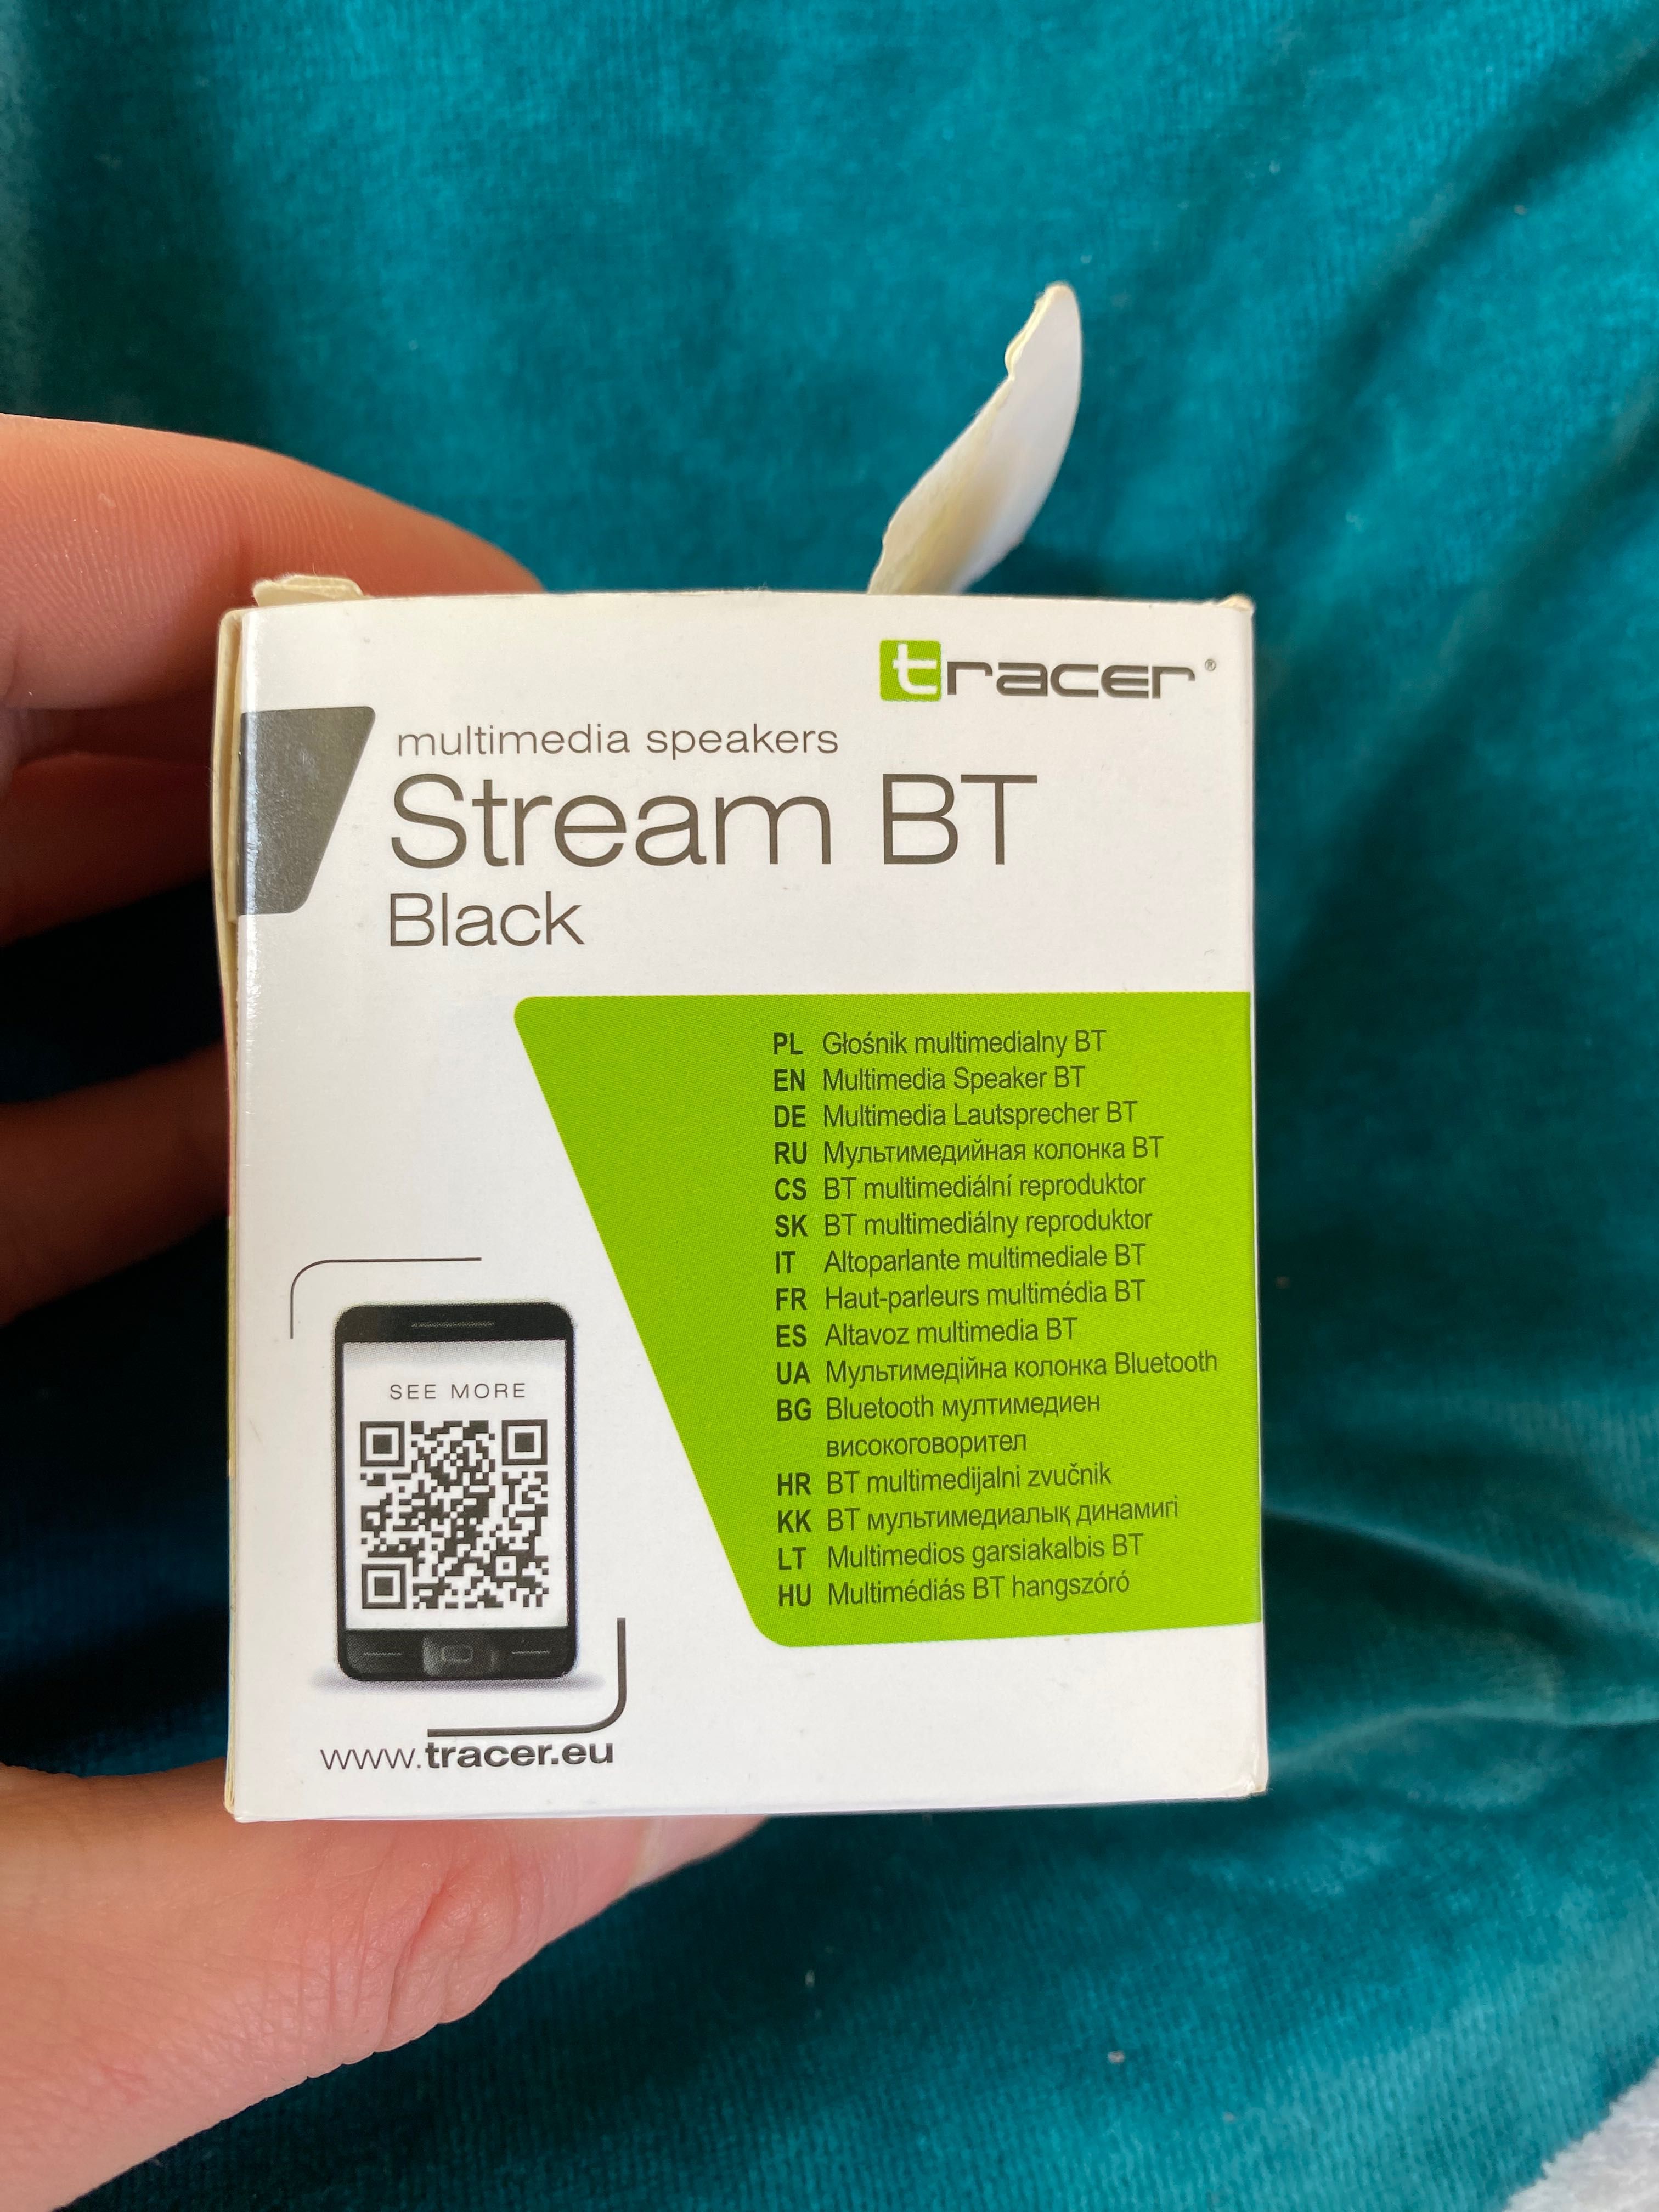 tracer®
multimedia speakers
Stream BT
Black
PL Głośnik multimedialny BT
EN Multimedia Speaker BT
DE Multimedia Lautsprecher BT
RU Мультимедийная колонка BT
CS BT multimediální reproduktor
SK BT multimediálny reproduktor
IT Altoparlante multimediale BT
FR Haut-parleurs multimédia BT
ES Altavoz multimedia BT
UA Мультимедійна колонка Bluetooth
BG Bluetooth мултимедиен
високоговорител
HR BT multimedijalni zvučnik
KK BT мультимедиалық динамигі
LT Multimedios garsiakalbis BT
HU Multimédiás BT hangszóró
SEE MORE
www.tracer.eu